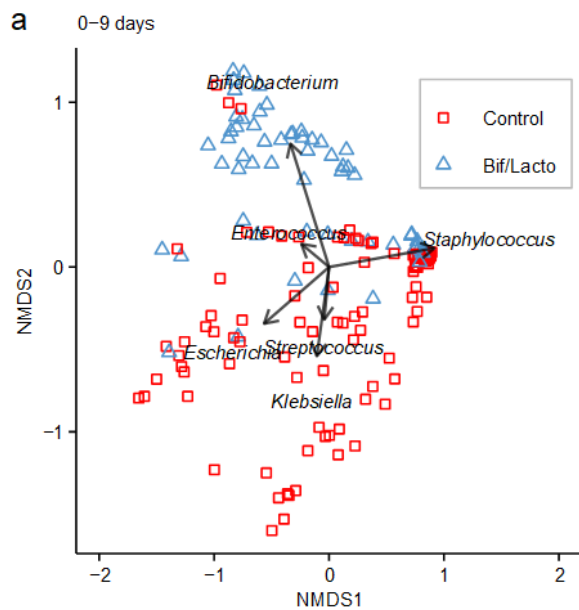 a
0−9 days
Bifidobacterium
Control
Bif/Lacto
Enterococcus
Staphylococcus
Escherichia
Streptococcus
Klebsiella
NMDS2
1
0
−1
−2
−1
0
1
2
NMDS1